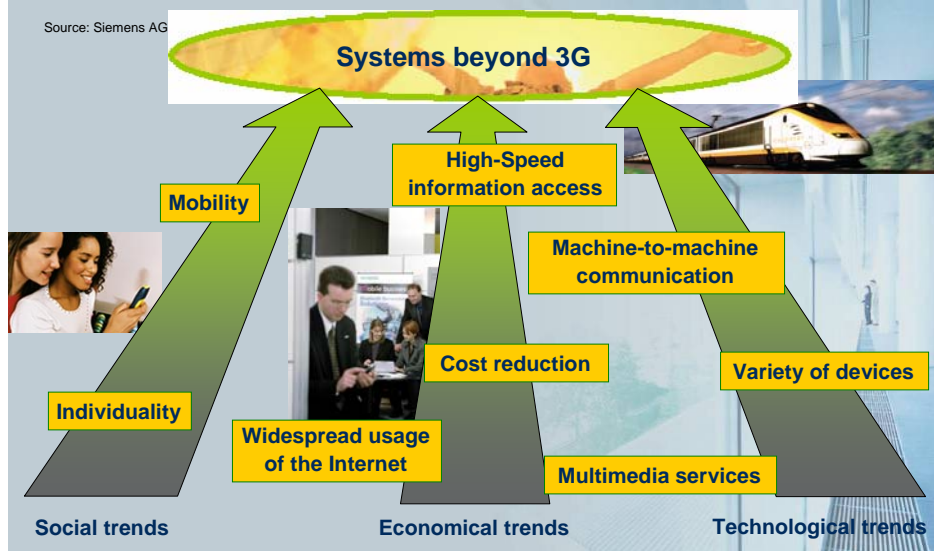 Source: Siemens AG
Systems beyond 3G
High-Speed
information access
Mobility
Machine-to-machine
communication
Cost reduction
Variety of devices
Individuality
Widespread usage
of the Internet
Multimedia services
Social trends
Economical trends
Technological trends